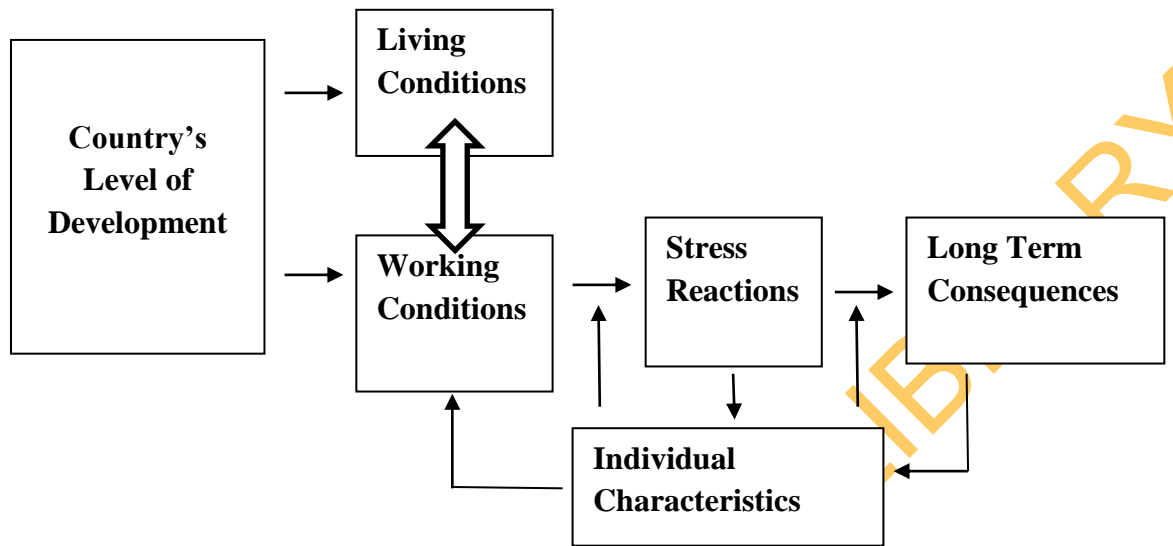 Country’s
Level of
Development
Living
Conditions
Working
Conditions
Stress
Reactions
Long Term
Consequences
Individual
Characteristics